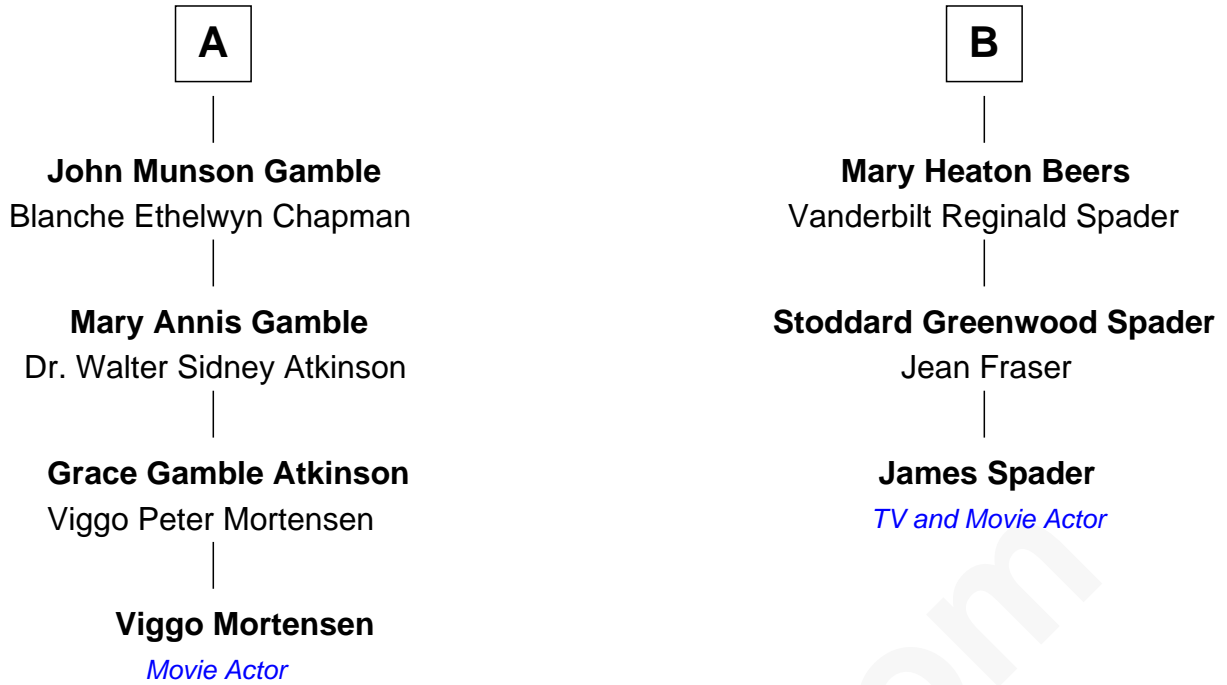 A
John Munson Gamble
Blanche Ethelwyn Chapman
Mary Annis Gamble
Dr. Walter Sidney Atkinson
Grace Gamble Atkinson
Viggo Peter Mortensen
Viggo Mortensen
Movie Actor
B
Mary Heaton Beers
Vanderbilt Reginald Spader
Stoddard Greenwood Spader
Jean Fraser
James Spader
TV and Movie Actor
om